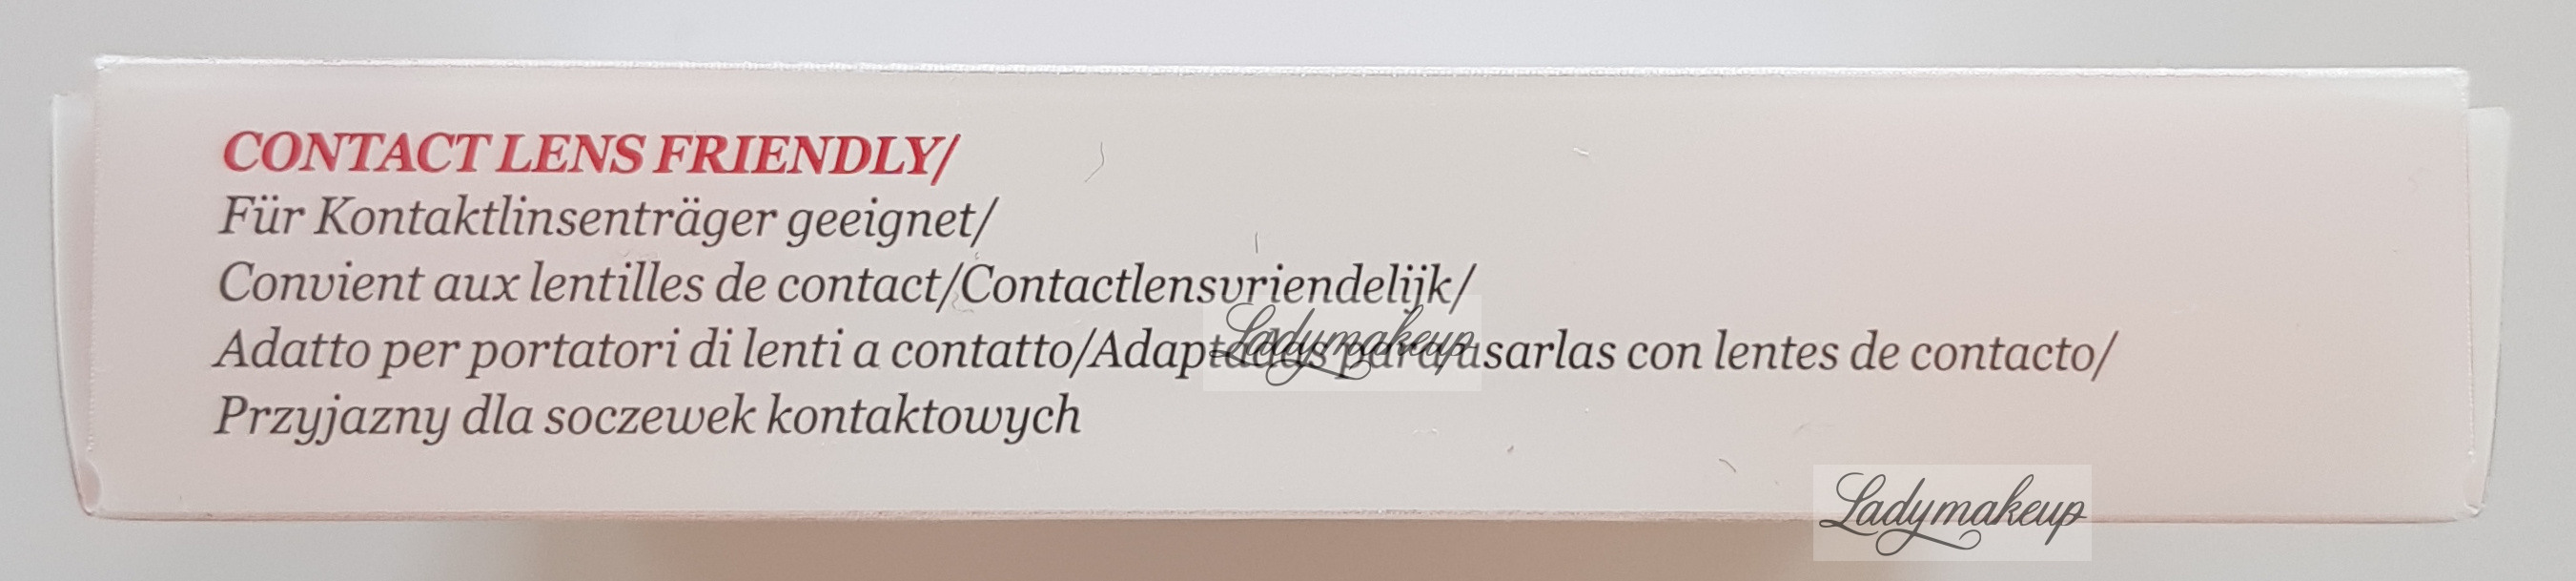 CONTACT LENS FRIENDLY/
Für Kontaktlinsenträger geeignet/
Convient aux lentilles de contact/Contactlensvriendelijk/
Adatto per portatori di lenti a contatto/Adaptadas para usarlas con lentes de contacto/
Przyjazny dla soczewek kontaktowych
Ladymakeup
Ladymakeup